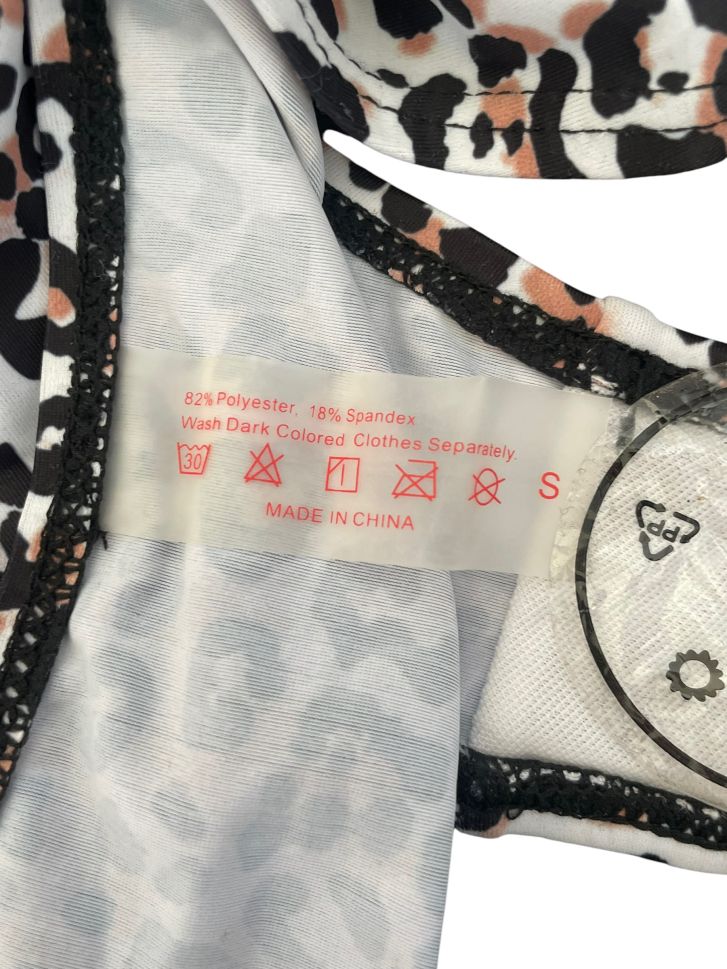 82% Polyester, 18% Spandex
Wash Dark Colored Clothes Separately.
30
S
MADE IN CHINA
PP